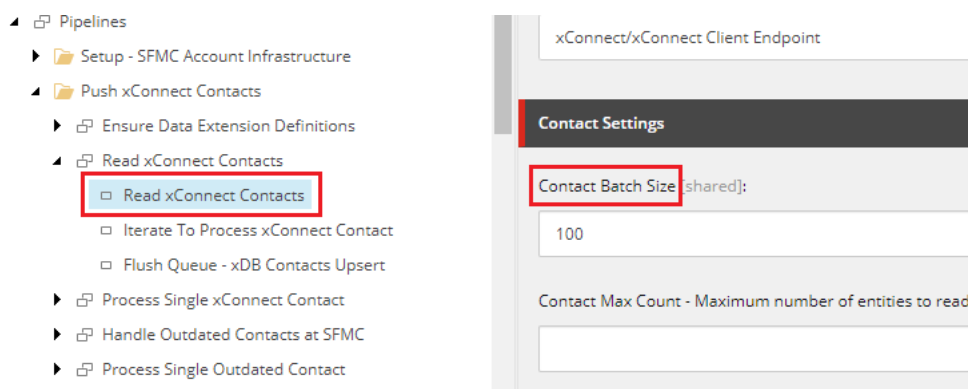 Pipelines
Setup - SFMC Account Infrastructure
Push xConnect Contacts
Ensure Data Extension Definitions
Read xConnect Contacts
Read xConnect Contacts
Iterate To Process xConnect Contact
Flush Queue - xDB Contacts Upsert
Process Single xConnect Contact
Handle Outdated Contacts at SFMC
Process Single Outdated Contact
xConnect/xConnect Client Endpoint
Contact Settings
Contact Batch Size [shared]:
100
Contact Max Count - Maximum number of entities to read